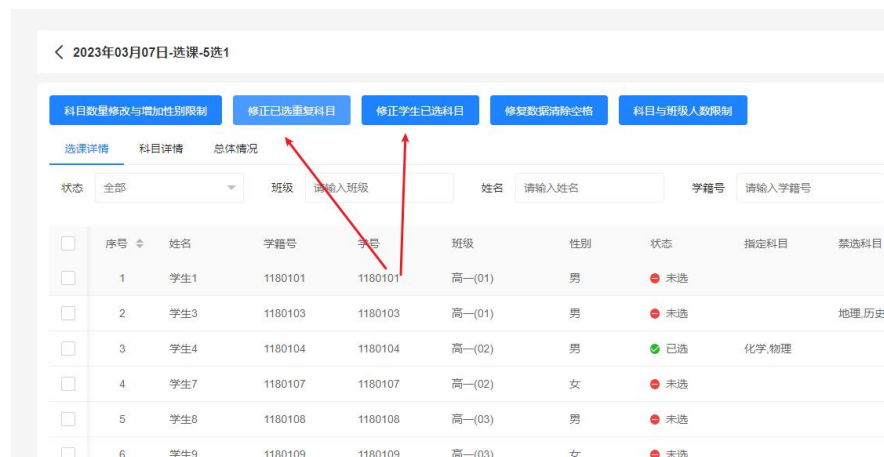 2023年03月07日-选课-5选1
科目数量修改与增加性别限制 修正已选重复科目 修正学生已选科目 修复数据清除空格 科目与班级人数限制
选课详情 科目详情 总体情况
状态 全部 班级 请输入班级 姓名 请输入姓名 学籍号 请输入学籍号
序号 姓名 学籍号 学号 班级 性别 状态 指定科目 禁选科目
1 学生1 1180101 1180101 高一(01) 男 未选
2 学生3 1180103 1180103 高一(01) 男 未选 地理,历史
3 学生4 1180104 1180104 高一(02) 男 已选 化学,物理
4 学生7 1180107 1180107 高一(02) 女 未选
5 学生8 1180108 1180108 高一(03) 男 未选
6 学生9 1180109 1180109 高一(03) 女 未选